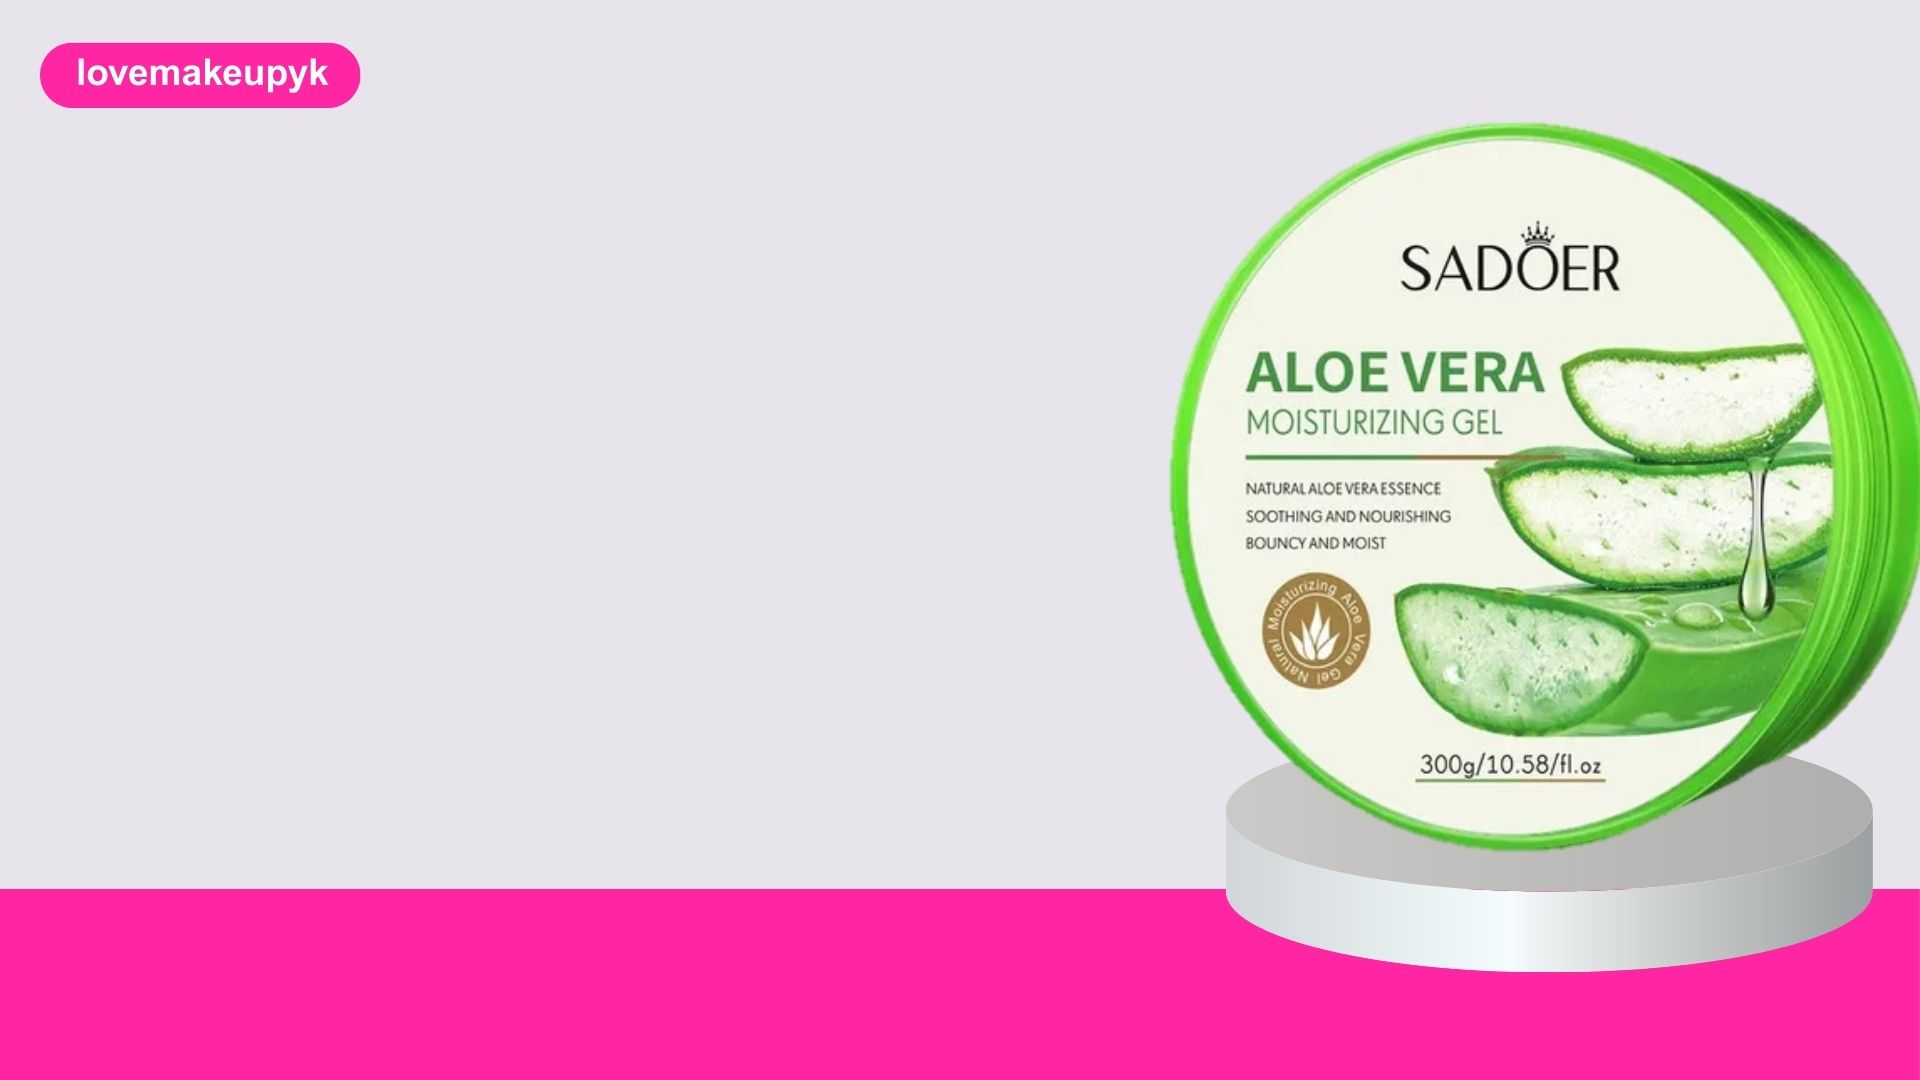 lovemakeupyk
SADOER
ALOE VERA
MOISTURIZING GEL
NATURAL ALOE VERA ESSENCE
SOOTHING AND NOURISHING
BOUNCY AND MOIST
Natural Moisturizing Aloe Vera Gel
300g/10.58/fl.oz